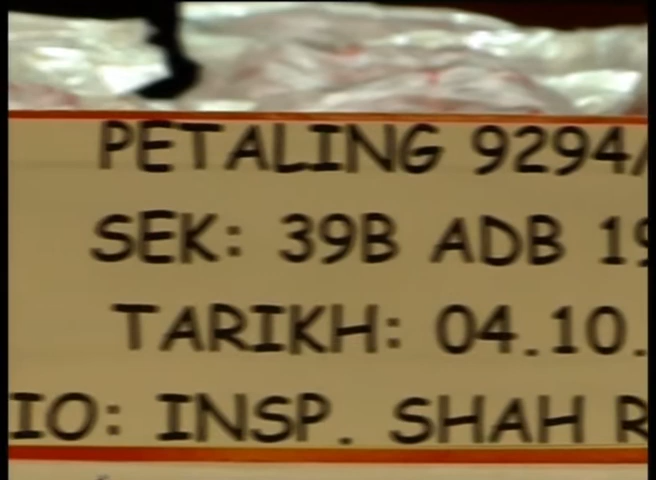 PETALING 9294/
SEK: 39B ADB 19
TARIKH: 04.10.
IO: INSP. SHAH R